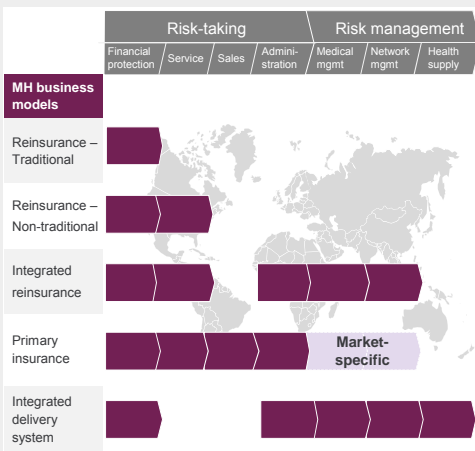 Risk-taking
Risk management
Financial
protection
Service
Sales
Admini-
stration
Medical
mgmt
Network
mgmt
Health
supply
MH business
models
Reinsurance –
Traditional
Reinsurance –
Non-traditional
Integrated
reinsurance
Primary
insurance
Market-
specific
Integrated
delivery
system